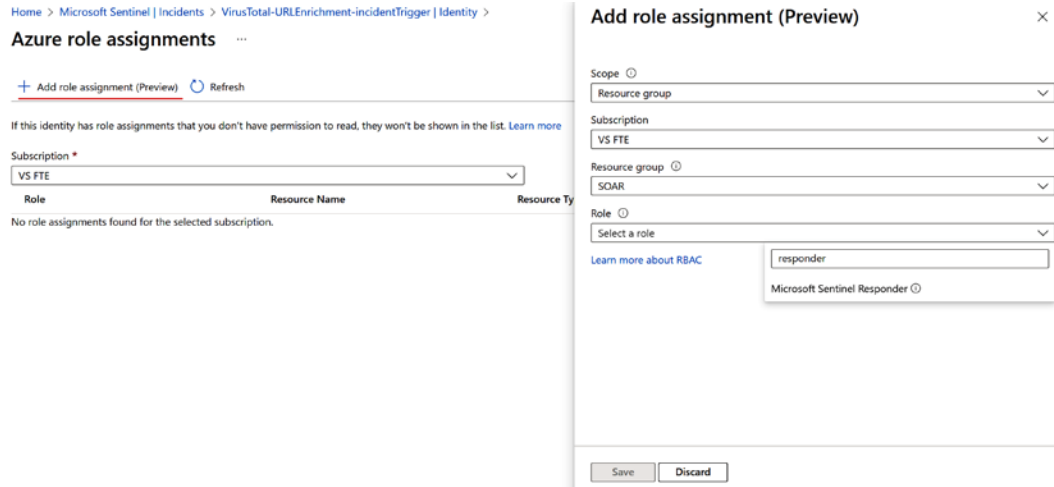 Home > Microsoft Sentinel | Incidents > VirusTotal-URLEnrichment-incidentTrigger | Identity >
Azure role assignments ...
Add role assignment (Preview) Refresh
If this identity has role assignments that you don't have permission to read, they won't be shown in the list. Learn more
Subscription *
VS FTE
Role Resource Name Resource Ty
No role assignments found for the selected subscription.
Add role assignment (Preview)
Scope
Resource group
Subscription
VS FTE
Resource group
SOAR
Role
Select a role
Learn more about RBAC
responder
Microsoft Sentinel Responder
Save Discard